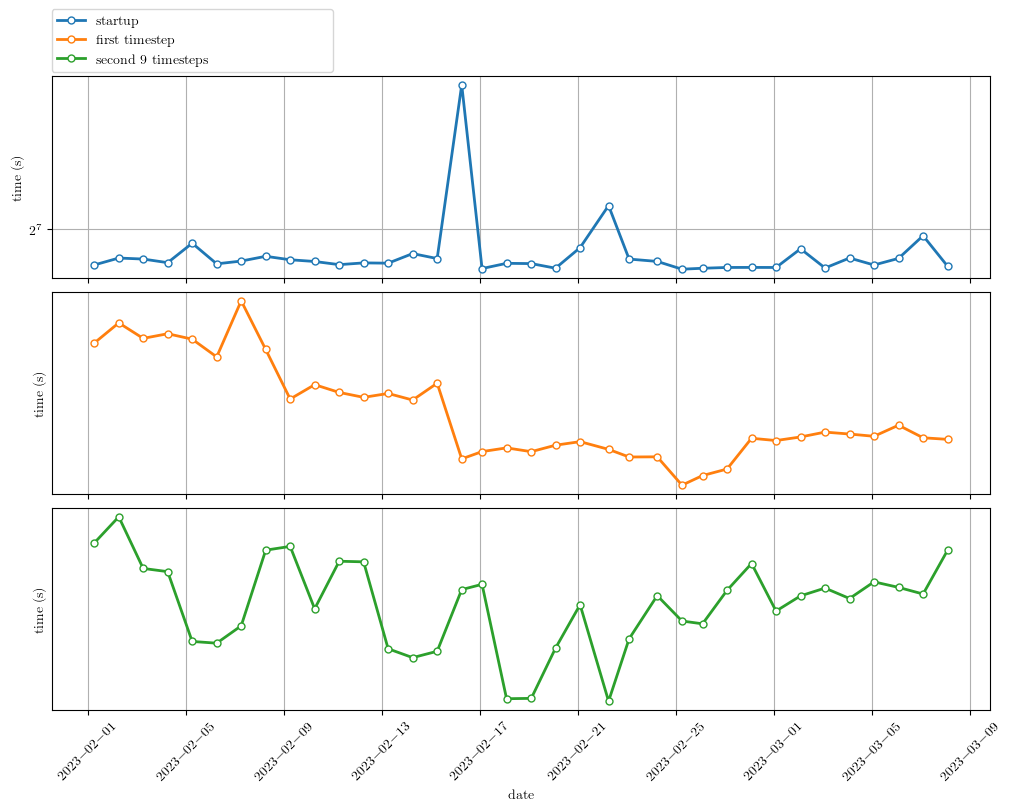 startup
first timestep
second 9 timesteps
time (s)
2⁷
time (s)
time (s)
2023−02−01
2023−02−05
2023−02−09
2023−02−13
2023−02−17
2023−02−21
2023−02−25
2023−03−01
2023−03−05
2023−03−09
date